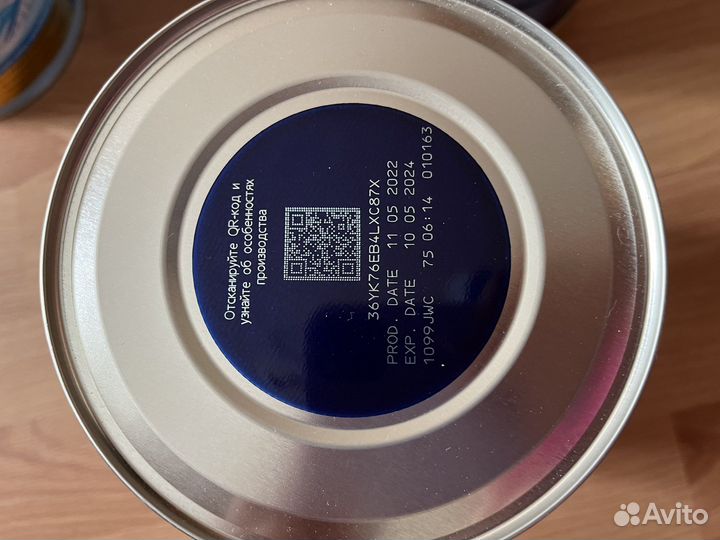 Отсканируйте QR-код и
узнайте об особенностях
производства
36YK76EB4LXC87X
PROD. DATE 11 05 2022
EXP. DATE 10 05 2024
1099JWC 75 06:14 010163
Avito